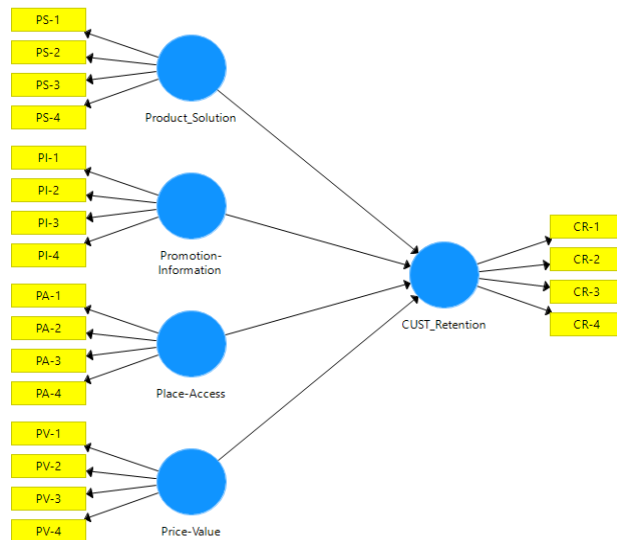 PS-1
PS-2
PS-3
PS-4
Product_Solution
PI-1
PI-2
PI-3
PI-4
Promotion-
Information
PA-1
PA-2
PA-3
PA-4
Place-Access
PV-1
PV-2
PV-3
PV-4
Price-Value
CUST_Retention
CR-1
CR-2
CR-3
CR-4